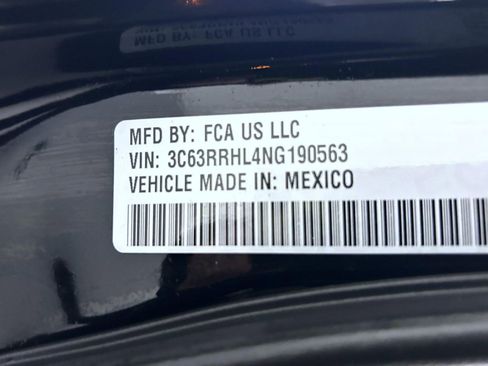 MFD BY: FCA US LLC
VIN: 3C63RRHL4NG190563
VEHICLE MADE IN: MEXICO